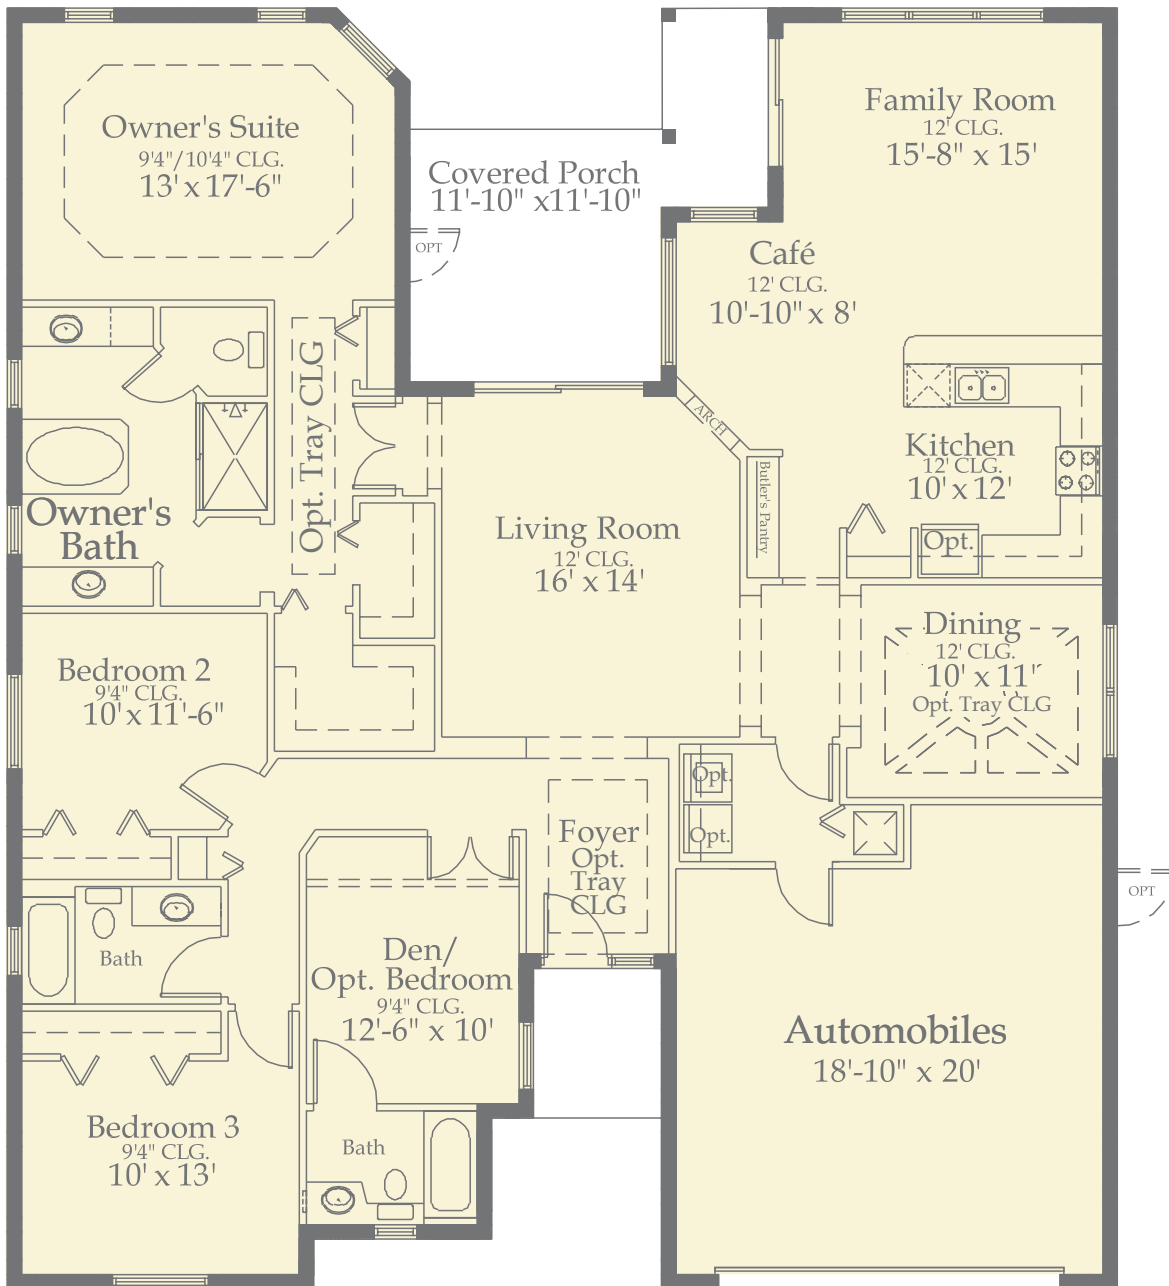 Owner's Suite
9'4"/10'4" CLG.
13' x 17'-6"
Covered Porch
11'-10" x11'-10"
OPT
Family Room
12' CLG.
15'-8" x 15'
Café
12' CLG.
10'-10" x 8'
Opt. Tray CLG
ARCH
Kitchen
12' CLG.
10' x 12'
Opt.
Butler's Pantry
Owner's
Bath
Living Room
12' CLG.
16' x 14'
Dining
12' CLG.
10' x 11'
Opt. Tray CLG
Bedroom 2
9'4" CLG.
10' x 11'-6"
Opt.
Opt.
Foyer
Opt.
Tray
CLG
OPT
Bath
Den/
Opt. Bedroom
9'4" CLG.
12'-6" x 10'
Automobiles
18'-10" x 20'
Bedroom 3
9'4" CLG.
10' x 13'
Bath